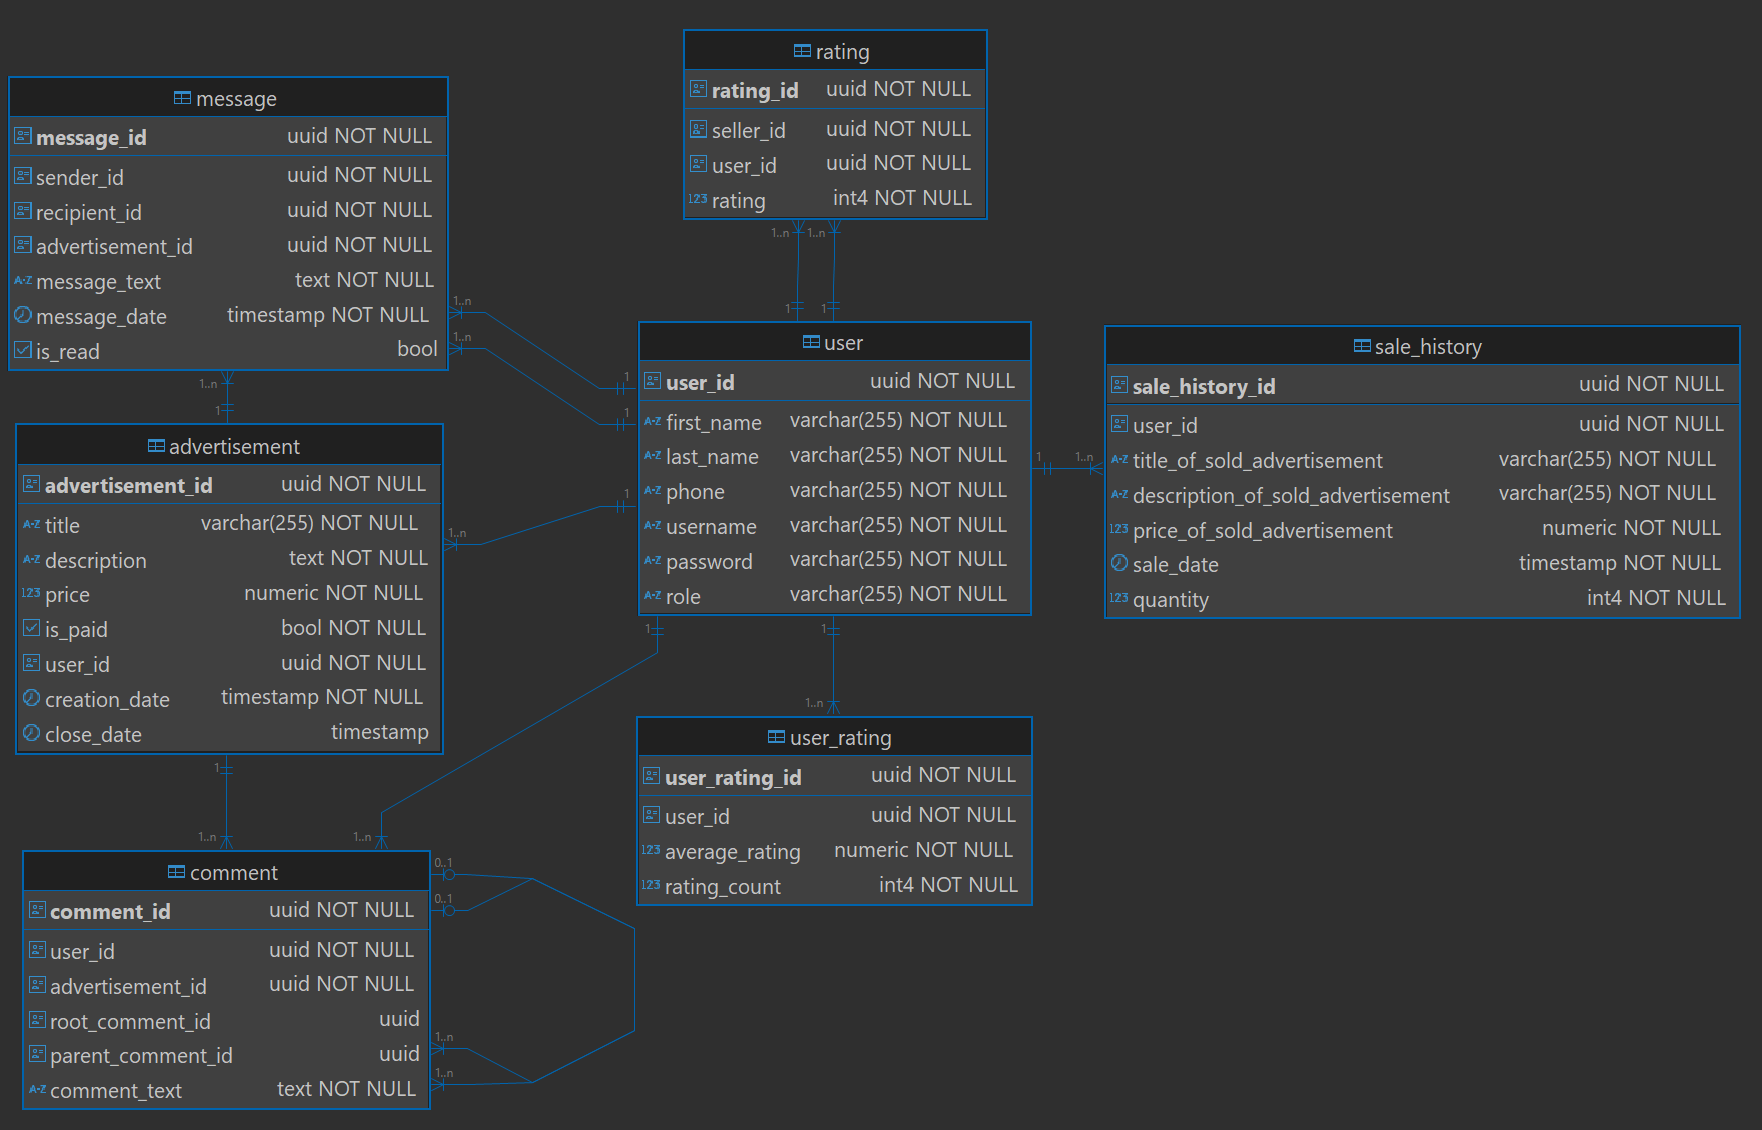 message
message_id uuid NOT NULL
sender_id uuid NOT NULL
recipient_id uuid NOT NULL
advertisement_id uuid NOT NULL
A-Z message_text text NOT NULL
message_date timestamp NOT NULL
is_read bool
rating
rating_id uuid NOT NULL
seller_id uuid NOT NULL
user_id uuid NOT NULL
123 rating int4 NOT NULL
1..n 1..n
1 1
1..n
1..n
1
1
1..n
1
user
user_id uuid NOT NULL
A-Z first_name varchar(255) NOT NULL
A-Z last_name varchar(255) NOT NULL
A-Z phone varchar(255) NOT NULL
A-Z username varchar(255) NOT NULL
A-Z password varchar(255) NOT NULL
A-Z role varchar(255) NOT NULL
1 1..n
sale_history
sale_history_id uuid NOT NULL
user_id uuid NOT NULL
A-Z title_of_sold_advertisement varchar(255) NOT NULL
A-Z description_of_sold_advertisement varchar(255) NOT NULL
123 price_of_sold_advertisement numeric NOT NULL
sale_date timestamp NOT NULL
123 quantity int4 NOT NULL
advertisement
advertisement_id uuid NOT NULL
A-Z title varchar(255) NOT NULL
A-Z description text NOT NULL
123 price numeric NOT NULL
is_paid bool NOT NULL
user_id uuid NOT NULL
creation_date timestamp NOT NULL
close_date timestamp
1
1..n
1 1
1..n
user_rating
user_rating_id uuid NOT NULL
user_id uuid NOT NULL
123 average_rating numeric NOT NULL
123 rating_count int4 NOT NULL
1
1..n 1..n
comment
comment_id uuid NOT NULL
user_id uuid NOT NULL
advertisement_id uuid NOT NULL
root_comment_id uuid
parent_comment_id uuid
A-Z comment_text text NOT NULL
0..1
0..1
1..n
1..n